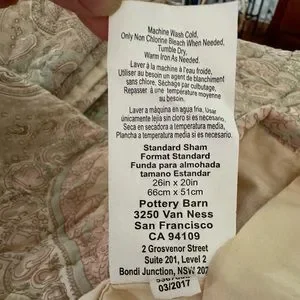 Machine Wash Cold,
Only Non Chlorine Bleach When Needed,
Tumble Dry,
Warm Iron As Needed.
Laver à la machine à l'eau froide,
Utiliser au besoin un agent de blanchiment
sans chlore, Séchage par culbutage,
Repasser à une température moyenne
au besoin.
Lavar a máquina en agua fria, Usar
únicamente lejía sin cloro si es necesario,
Seca en secadora a temperatura media,
Plancha a temperatura media si es necesario.
Standard Sham
Format Standard
Funda para almohada
tamano Estandar
26in x 20in
66cm x 51cm
Pottery Barn
3250 Van Ness
San Francisco
CA 94109
2 Grosvenor Street
Suite 201, Level 2
Bondi Junction, NSW 202
03/2017